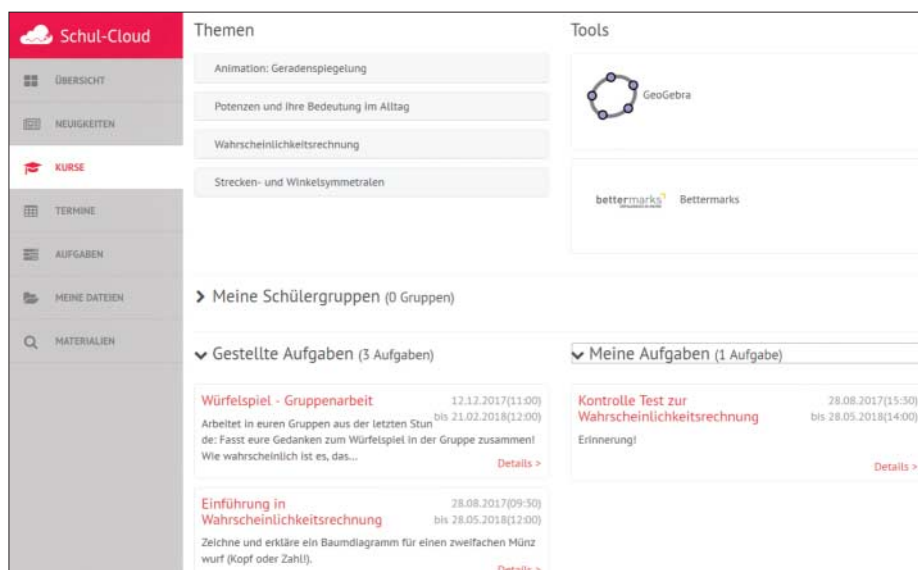 Schul-Cloud
ÜBERSICHT
NEUIGKEITEN
KURSE
TERMINE
AUFGABEN
MEINE DATEIEN
MATERIALIEN
Themen
Animation: Geradenspiegelung
Potenzen und ihre Bedeutung im Alltag
Wahrscheinlichkeitsrechnung
Strecken- und Winkelsymmetralen
Tools
GeoGebra
bettermarks
Bettermarks
Meine Schülergruppen (0 Gruppen)
Gestellte Aufgaben (3 Aufgaben)
Würfelspiel - Gruppenarbeit
12.12.2017(11:00)
bis 21.02.2018(12:00)
Arbeitet in euren Gruppen aus der letzten Stun
de: Fasst eure Gedanken zum Würfelspiel in der Gruppe zusammen!
Wie wahrscheinlich ist es, das...
Details >
Einführung in
Wahrscheinlichkeitsrechnung
28.08.2017(09:30)
bis 28.05.2018(12:00)
Zeichne und erkläre ein Baumdiagramm für einen zweifachen Münz
wurf (Kopf oder Zahl!).
Details >
Meine Aufgaben (1 Aufgabe)
Kontrolle Test zur
Wahrscheinlichkeitsrechnung
28.08.2017(15:30)
bis 28.05.2018(14:00)
Erinnerung!
Details >